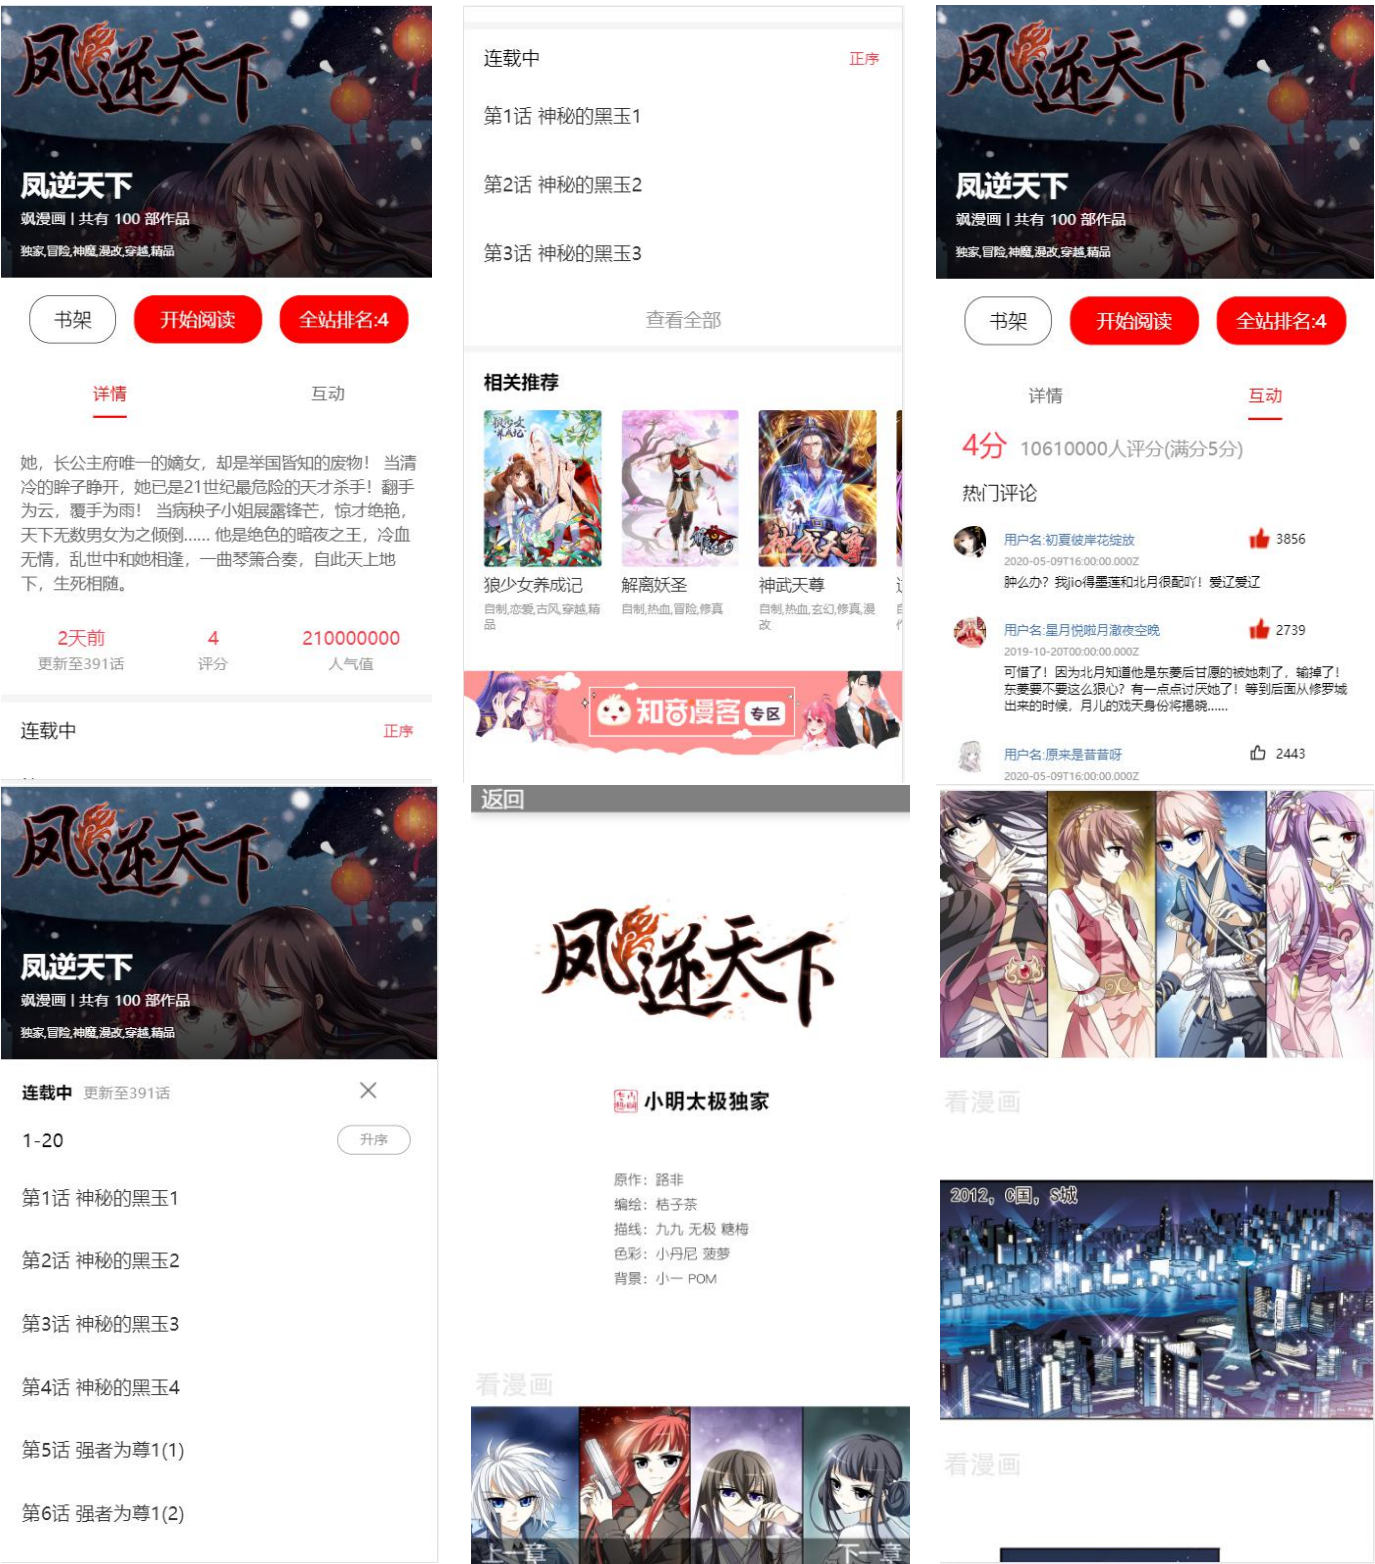 凤逆天下
凤逆天下
飒漫画 | 共有 100 部作品
独家,冒险,神魔,漫改,穿越,精品
书架
开始阅读
全站排名:4
详情
互动
她，长公主府唯一的嫡女，却是举国皆知的废物！ 当清
冷的眸子睁开，她已是21世纪最危险的天才杀手！翻手
为云，覆手为雨！ 当病秧子小姐展露锋芒，惊才绝艳，
天下无数男女为之倾倒...... 他是绝色的暗夜之王，冷血
无情，乱世中和她相逢，一曲琴箫合奏，自此天上地
下，生死相随。
2天前
4
210000000
更新至391话
评分
人气值
连载中
正序
连载中
正序
第1话 神秘的黑玉1
第2话 神秘的黑玉2
第3话 神秘的黑玉3
查看全部
相关推荐
狼少女养成记
神武天尊
狼少女养成记
解离妖圣
神武天尊
自制,恋爱,古风,穿越,精
品
自制,热血,冒险,修真
自制,热血,玄幻,修真,漫
改
知音漫客
专区
凤逆天下
凤逆天下
飒漫画 | 共有 100 部作品
独家,冒险,神魔,漫改,穿越,精品
书架
开始阅读
全站排名:4
详情
互动
4分 10610000人评分(满分5分)
热门评论
用户名:初夏彼岸花绽放
3856
2020-05-09T16:00:00.000Z
肿么办？我jio得墨莲和北月很配吖！爱辽爱辽
用户名:星月悦啦月澈夜空晚
2739
2019-10-20T00:00:00.000Z
可惜了！因为北月知道他是东菱后甘愿的被她刺了，输掉了！
东菱要不要这么狠心？有一点点讨厌她了！等到后面从修罗城
出来的时候，月儿的戏天身份将揭晓......
用户名:原来是昔昔呀
2443
2020-05-09T16:00:00.000Z
凤逆天下
凤逆天下
飒漫画 | 共有 100 部作品
独家,冒险,神魔,漫改,穿越,精品
连载中 更新至391话
1-20
升序
第1话 神秘的黑玉1
第2话 神秘的黑玉2
第3话 神秘的黑玉3
第4话 神秘的黑玉4
第5话 强者为尊1(1)
第6话 强者为尊1(2)
返回
凤逆天下
小明太极独家
原作：路非
编绘：桔子茶
描线：九九 无极 糖梅
色彩：小丹尼 菠萝
背景：小一 POM
看漫画
上一章
下一章
看漫画
2012，C国，S城
看漫画